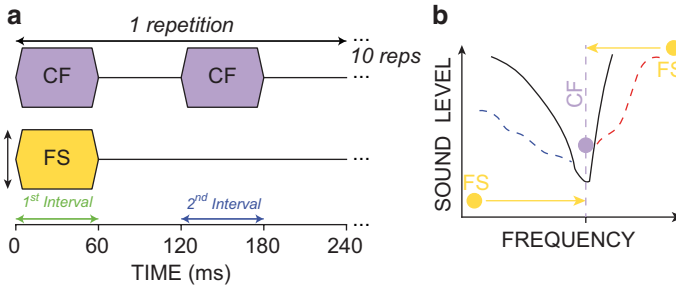 a
1 repetition
...
10 reps
CF
CF
...
FS
...
1st Interval
2nd Interval
...
0
60
120
180
240
TIME (ms)
b
SOUND LEVEL
FS
CF
FS
FREQUENCY